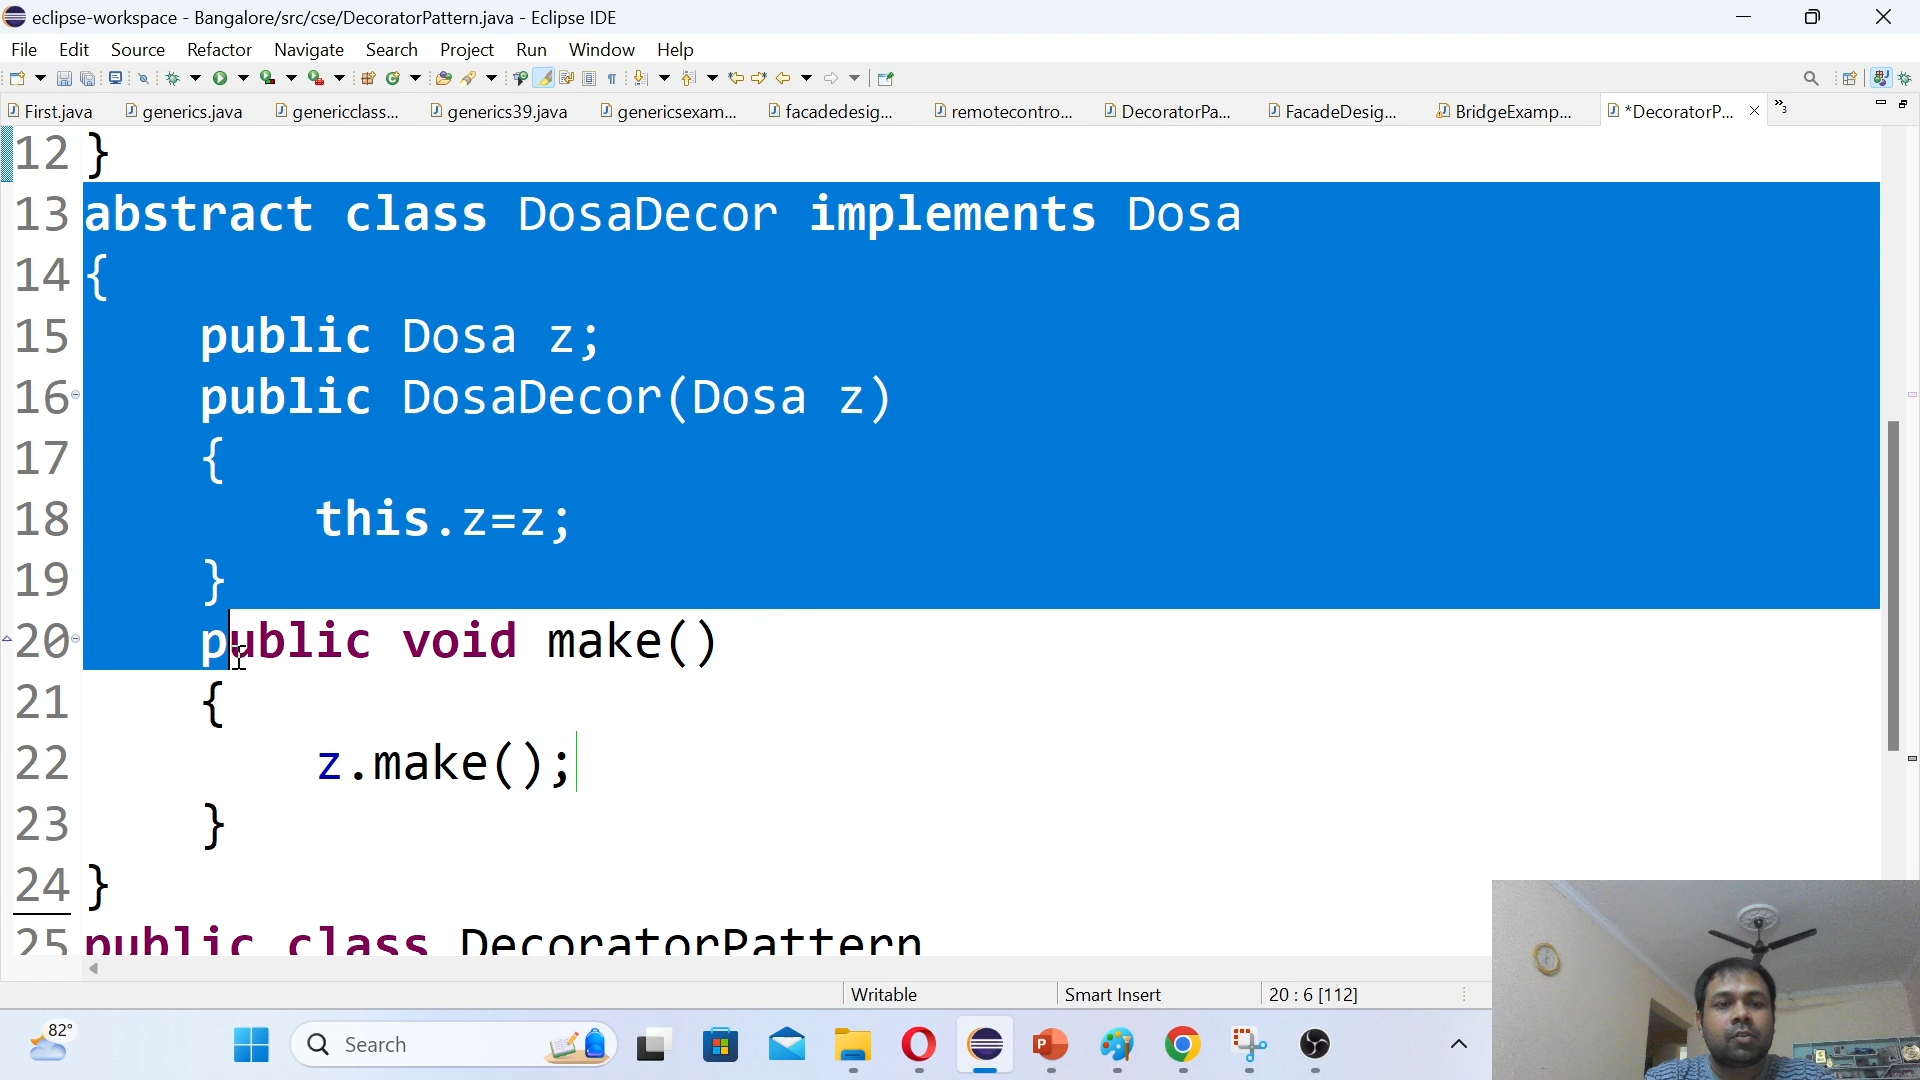 eclipse-workspace - Bangalore/src/cse/DecoratorPattern.java - Eclipse IDE
File Edit Source Refactor Navigate Search Project Run Window Help
First.java generics.java genericclass... generics39.java genericsexam... facadedesig... remotecontro... DecoratorPa... FacadeDesig... BridgeExamp... *DecoratorP... »3
12 }
13 abstract class DosaDecor implements Dosa
14 {
15 public Dosa z;
16 public DosaDecor(Dosa z)
17 {
18 this.z=z;
19 }
20 public void make()
21 {
22 z.make();
23 }
24 }
25 public class DecoratorPattern
Writable Smart Insert 20 : 6 [112]
82° Search